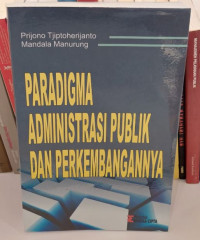 Prijono Tjiptoherijanto
Mandala Manurung
PARADIGMA
ADMINISTRASI PUBLIK
DAN PERKEMBANGANNYA